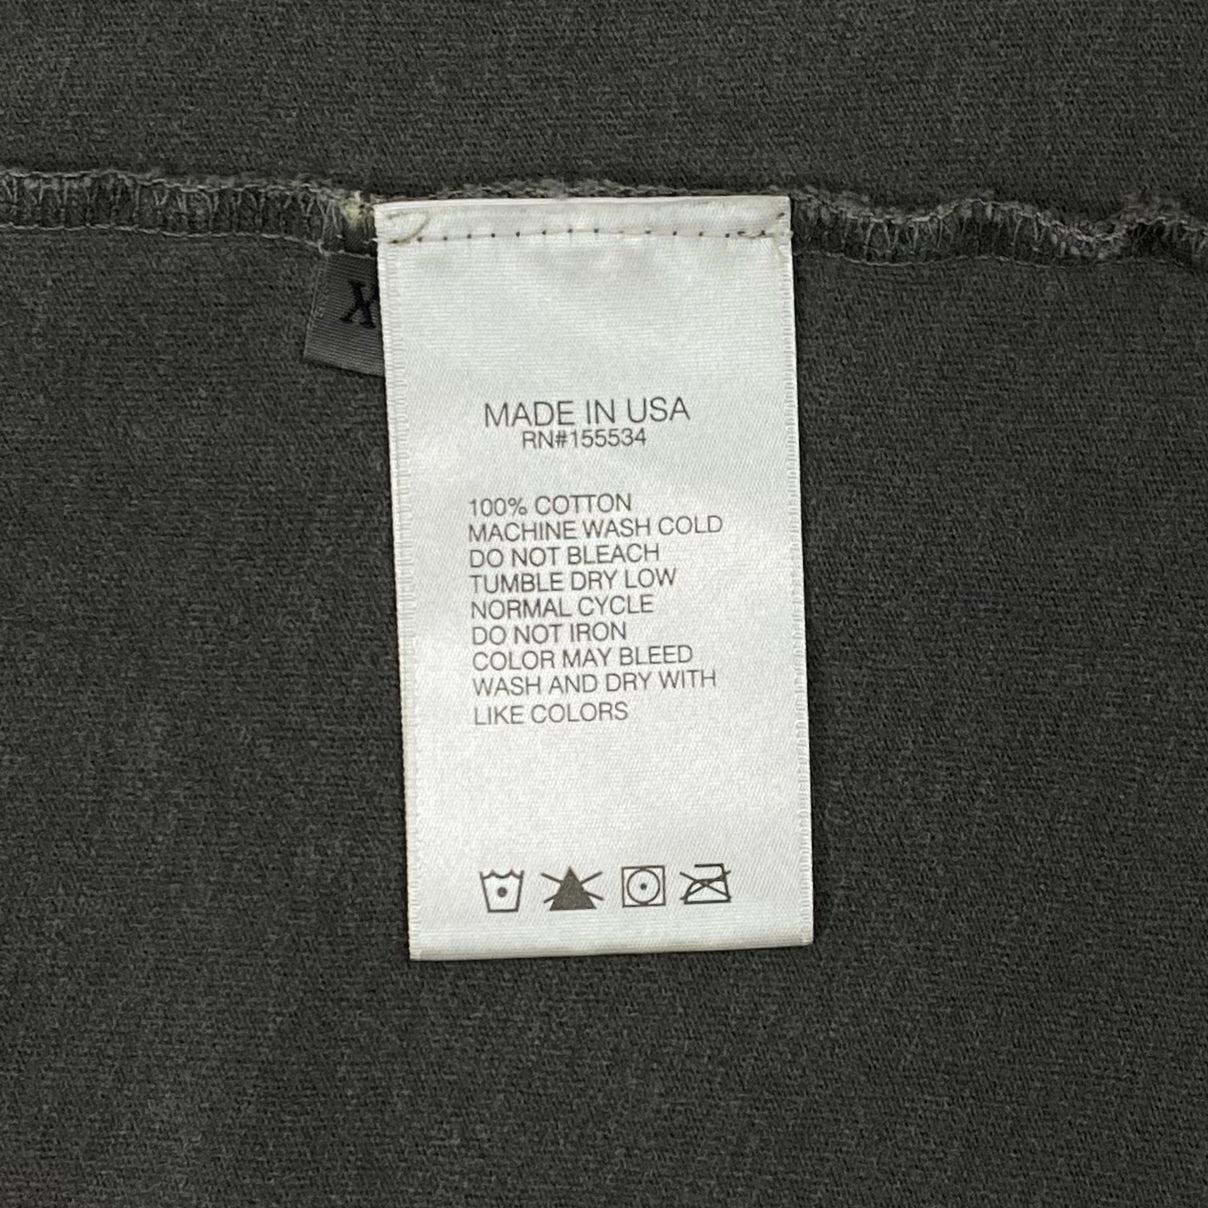 X
MADE IN USA
RN#155534
100% COTTON
MACHINE WASH COLD
DO NOT BLEACH
TUMBLE DRY LOW
NORMAL CYCLE
DO NOT IRON
COLOR MAY BLEED
WASH AND DRY WITH
LIKE COLORS